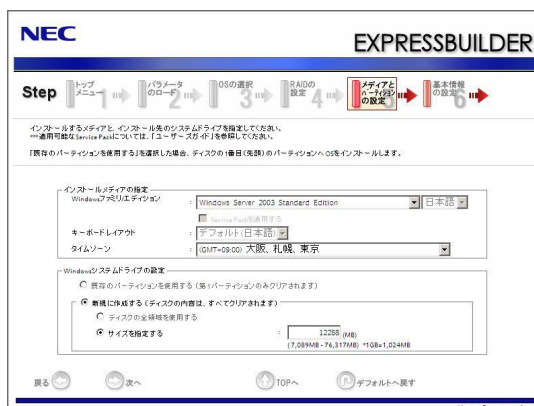 NEC
EXPRESSBUILDER
Step
トップメニュー 1
パラメータのロード 2
OSの選択 3
RAIDの設定 4
メディアとパーティションの設定
基本情報の設定 6
インストールするメディアと、インストール先のシステムドライブを指定してください。
適用可能なService Packについては、「ユーザーズガイド」を参照してください。
「既存のパーティションを使用する」を選択した場合、ディスクの1番目(先頭)のパーティションへOSをインストールします。
インストールメディアの指定
Windowsファミリ/エディション : Windows Server 2003 Standard Edition 日本語
Service Packを適用する
キーボードレイアウト : デフォルト(日本語)
タイムゾーン : (GMT+09:00) 大阪、札幌、東京
Windowsシステムドライブの設定
既存のパーティションを使用する (第1パーティションのみクリアされます)
新規に作成する (ディスクの内容は、すべてクリアされます)
ディスクの全領域を使用する
サイズを指定する : 12288 (MB)
(7,089MB - 76,317MB) *1GB=1,024MB
戻る
次へ
TOPへ
デフォルトへ戻す